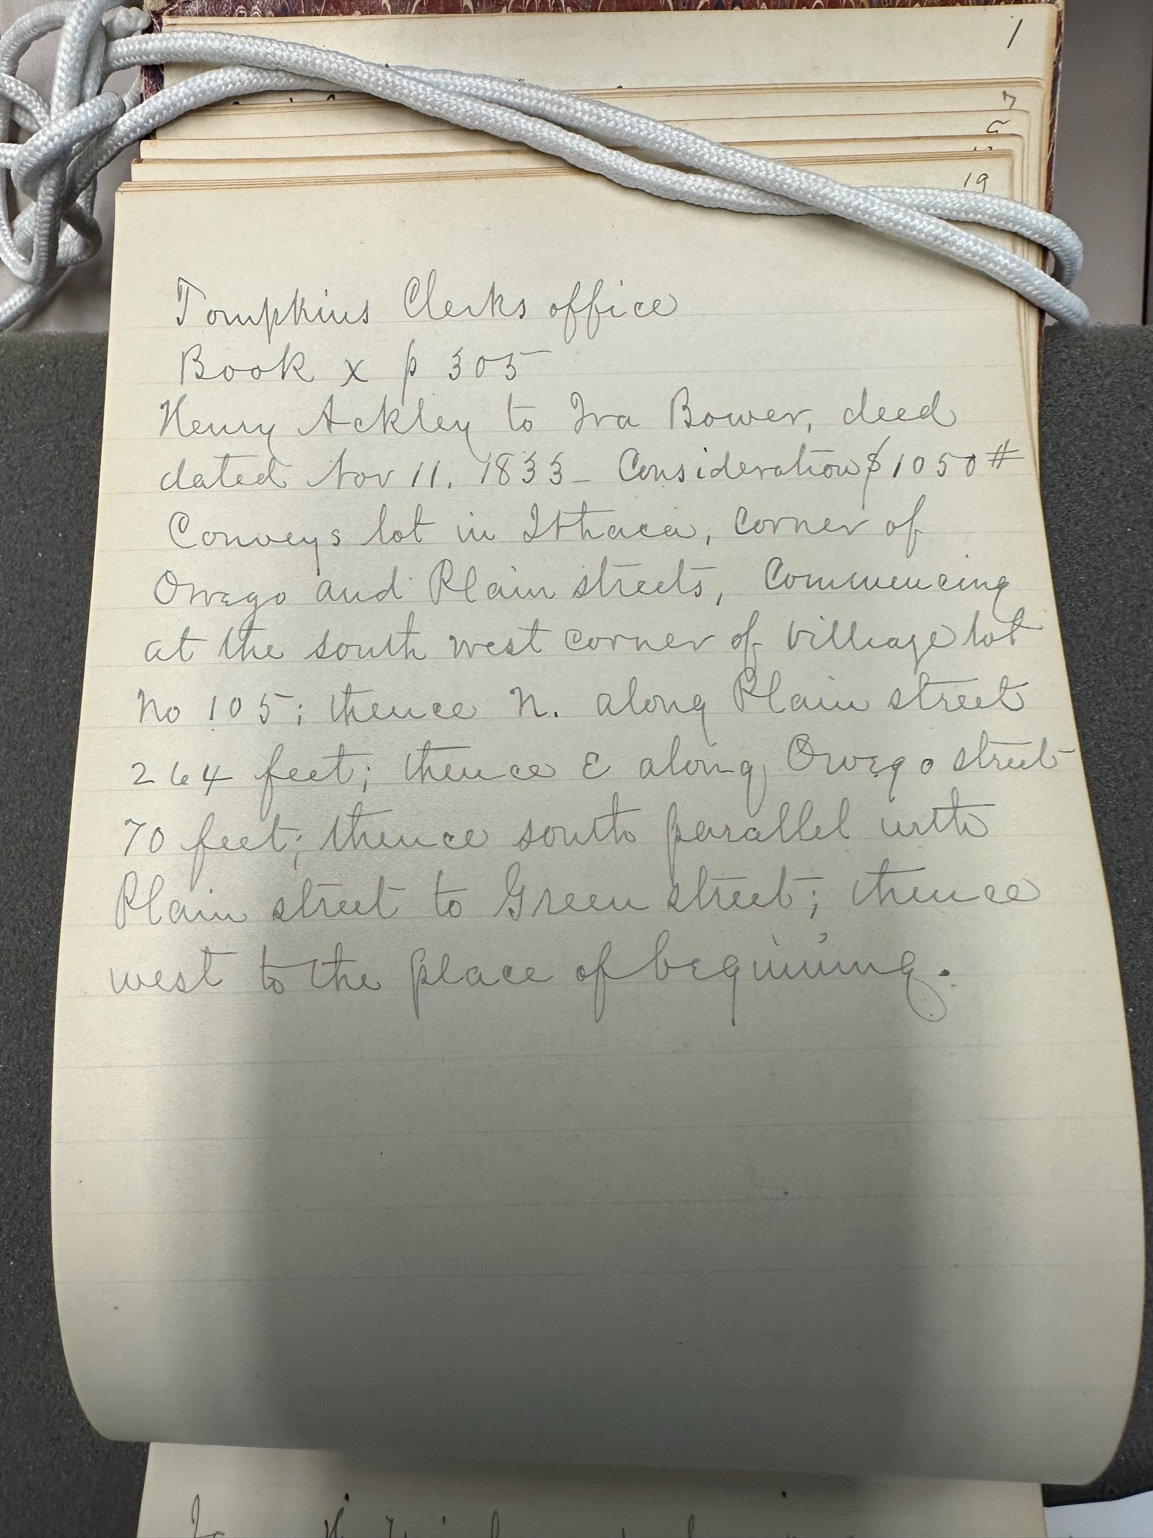 1
7
19
Tompkins Clerks office
Book x p 305
Henry Ackley to Ira Bower, deed
dated Nov 11, 1833 - Consideration $1050 #
Conveys lot in Ithaca, corner of
Owego and Plain streets, Commencing
at the south west corner of village lot
No 105; thence N. along Plain street
264 feet; thence E along Owego street
70 feet; thence south parallel with
Plain street to Green street; thence
west to the place of beginning.